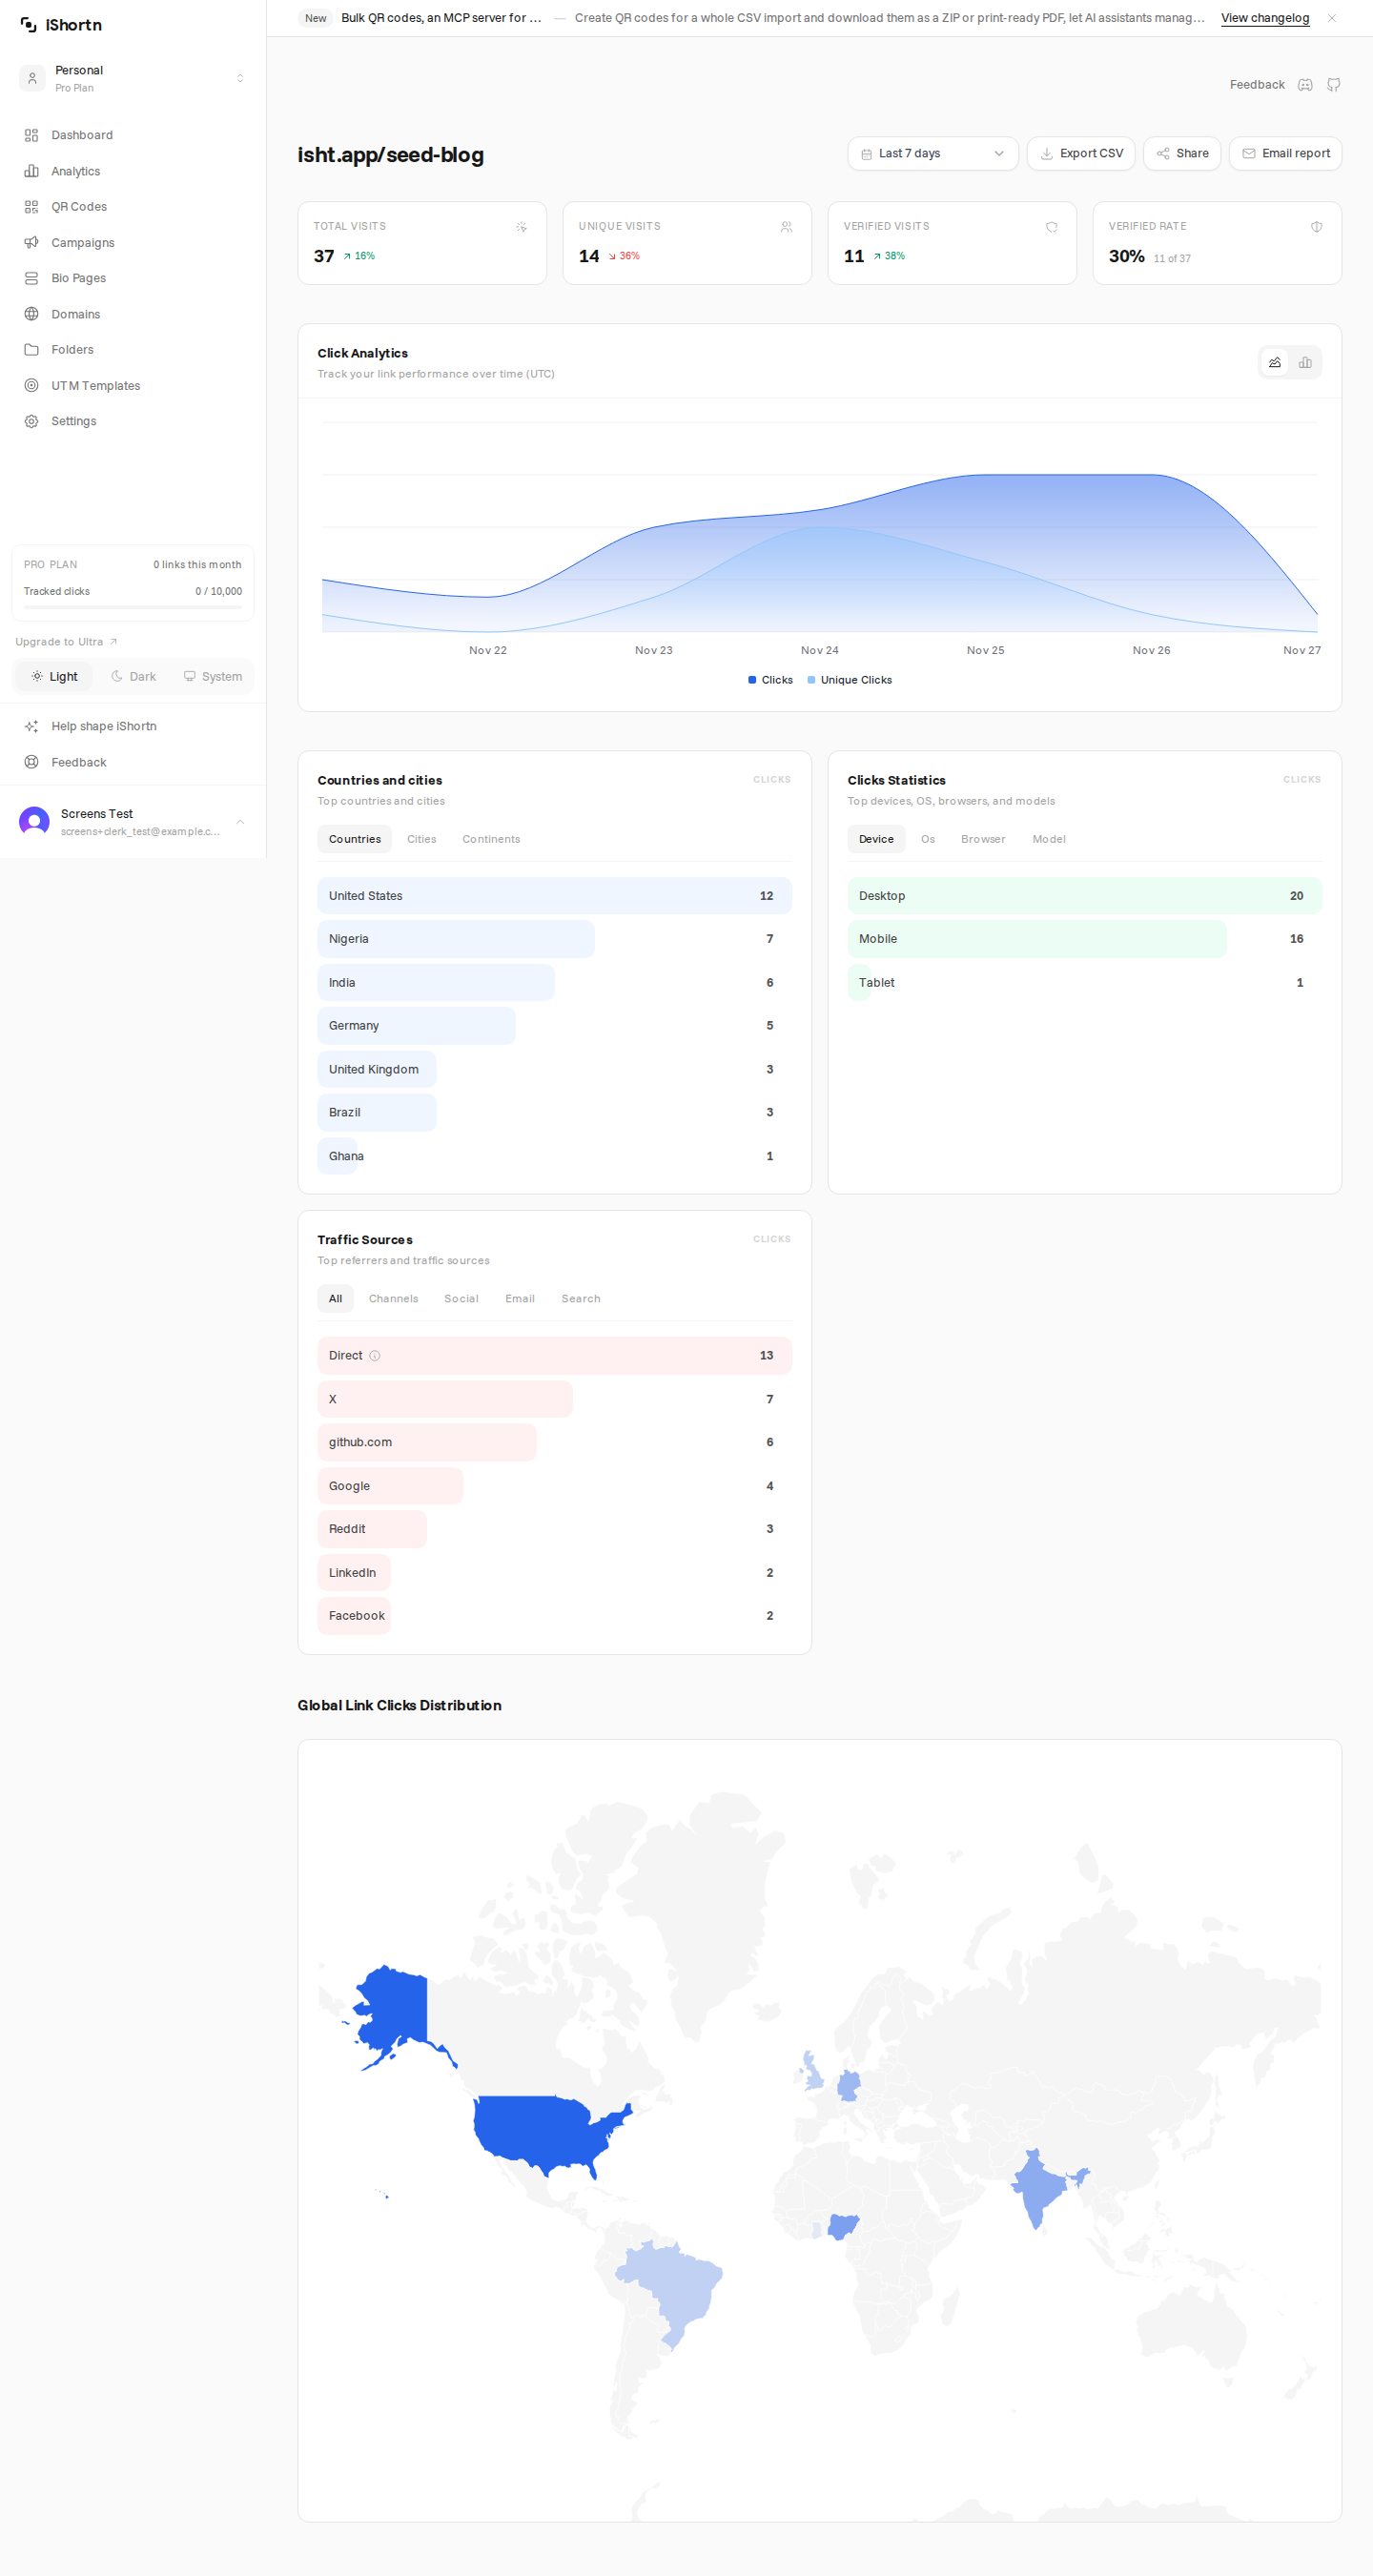 iShortn
Personal
Pro Plan
Dashboard
Analytics
QR Codes
Campaigns
Bio Pages
Domains
Folders
UTM Templates
Settings
PRO PLAN 0 links this month
Tracked clicks 0 / 10,000
Upgrade to Ultra
Light Dark System
Help shape iShortn
Feedback
Screens Test
screens+clerk_test@example.c...
New Bulk QR codes, an MCP server for ... — Create QR codes for a whole CSV import and download them as a ZIP or print-ready PDF, let AI assistants manag... View changelog
Feedback
isht.app/seed-blog
Last 7 days Export CSV Share Email report
TOTAL VISITS
37 16%
UNIQUE VISITS
14 36%
VERIFIED VISITS
11 38%
VERIFIED RATE
30% 11 of 37
Click Analytics
Track your link performance over time (UTC)
Nov 22 Nov 23 Nov 24 Nov 25 Nov 26 Nov 27
Clicks Unique Clicks
Countries and cities CLICKS
Top countries and cities
Countries Cities Continents
United States 12
Nigeria 7
India 6
Germany 5
United Kingdom 3
Brazil 3
Ghana 1
Clicks Statistics CLICKS
Top devices, OS, browsers, and models
Device Os Browser Model
Desktop 20
Mobile 16
Tablet 1
Traffic Sources CLICKS
Top referrers and traffic sources
All Channels Social Email Search
Direct 13
X 7
github.com 6
Google 4
Reddit 3
LinkedIn 2
Facebook 2
Global Link Clicks Distribution